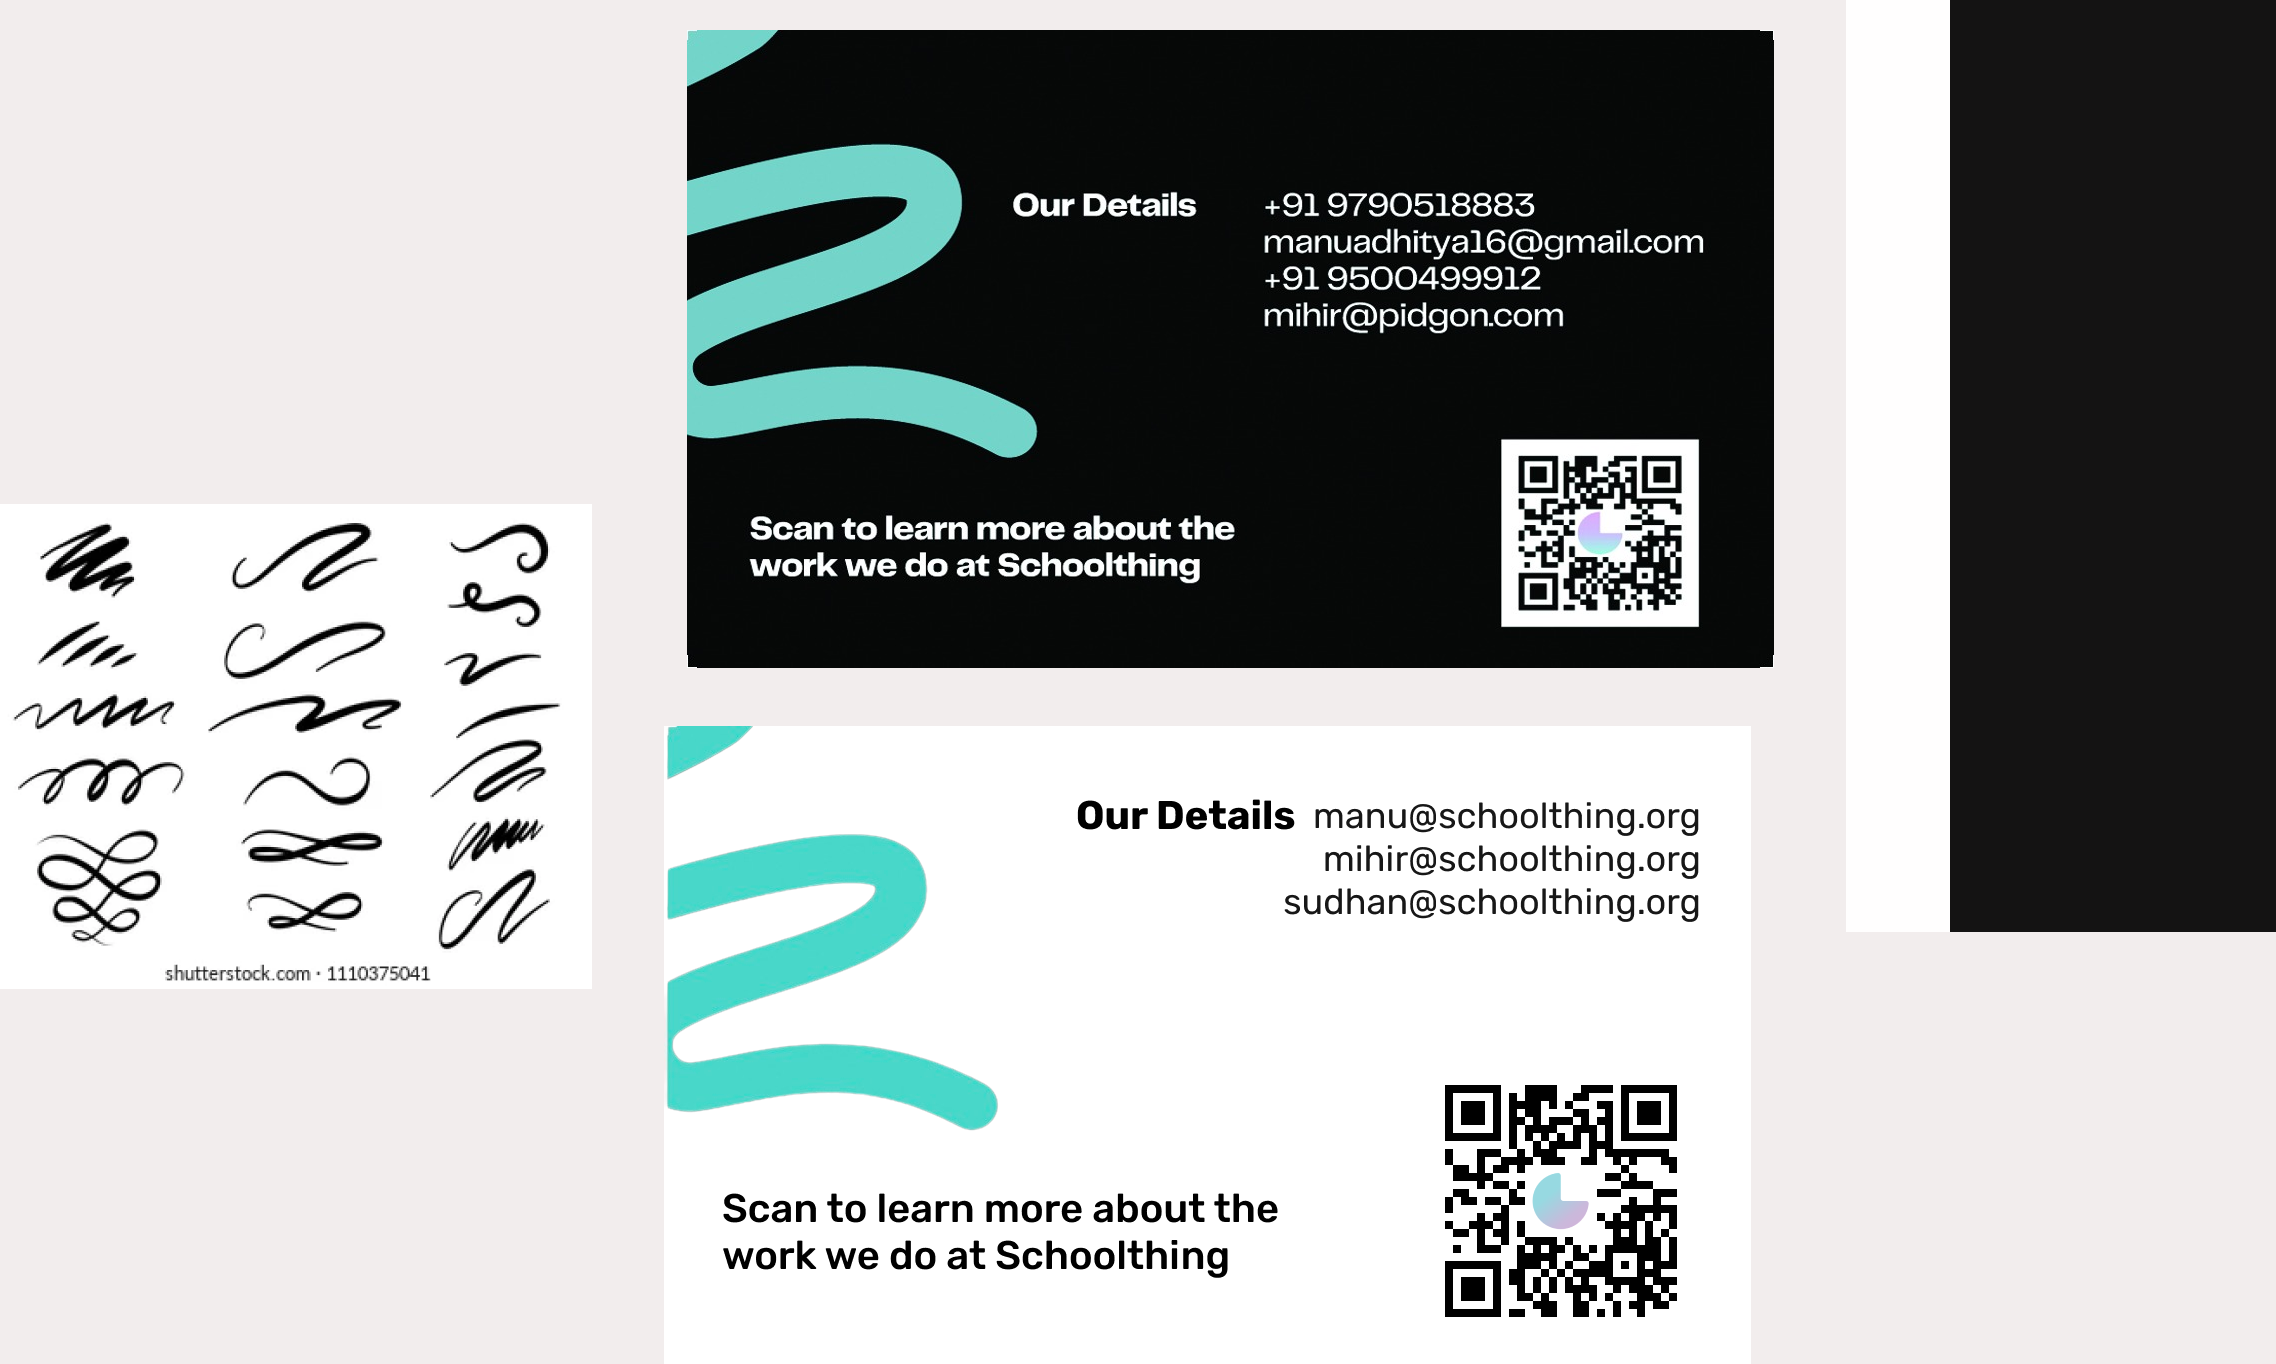 Our Details
+91 9790518883
manuadhitya16@gmail.com
+91 9500499912
mihir@pidgon.com
Scan to learn more about the
work we do at Schoolthing
shutterstock.com · 1110375041
Our Details manu@schoolthing.org
mihir@schoolthing.org
sudhan@schoolthing.org
Scan to learn more about the
work we do at Schoolthing